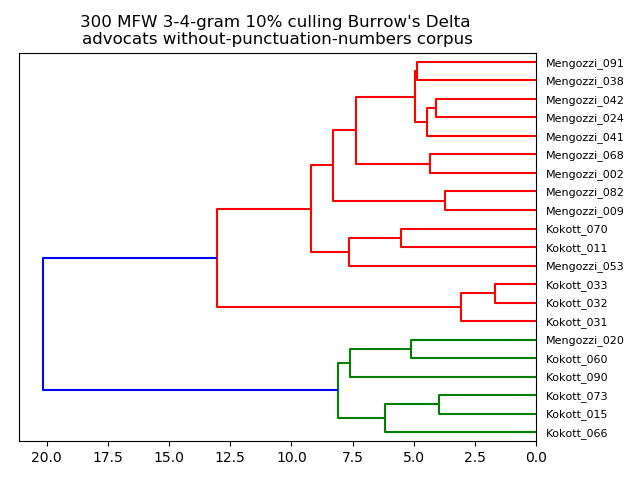 300 MFW 3-4-gram 10% culling Burrow's Delta
advocats without-punctuation-numbers corpus
Mengozzi_091
Mengozzi_038
Mengozzi_042
Mengozzi_024
Mengozzi_041
Mengozzi_068
Mengozzi_002
Mengozzi_082
Mengozzi_009
Kokott_070
Kokott_011
Mengozzi_053
Kokott_033
Kokott_032
Kokott_031
Mengozzi_020
Kokott_060
Kokott_090
Kokott_073
Kokott_015
Kokott_066
20.0 17.5 15.0 12.5 10.0 7.5 5.0 2.5 0.0